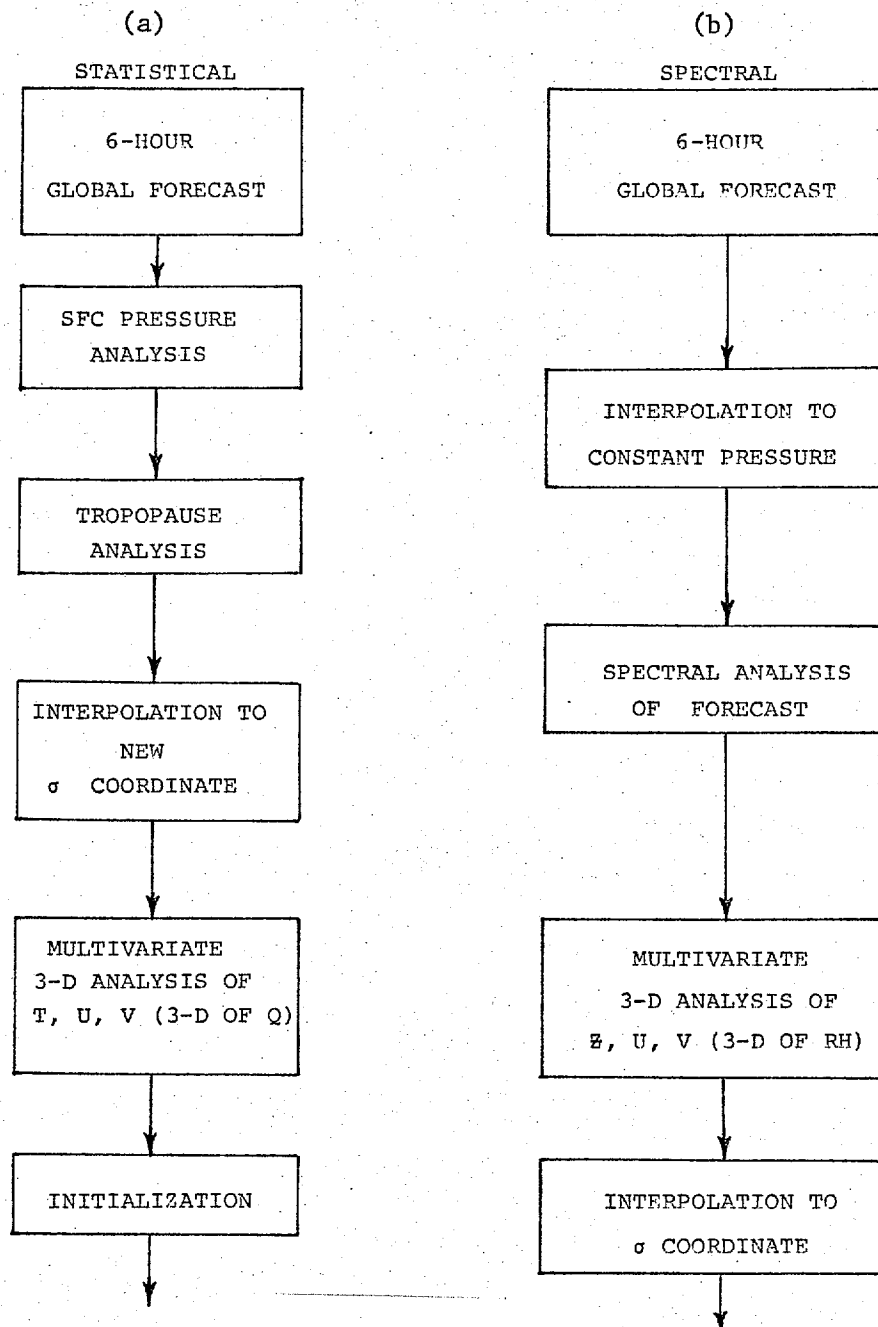 (a)
STATISTICAL
6-HOUR
GLOBAL FORECAST
SFC PRESSURE
ANALYSIS
TROPOPAUSE
ANALYSIS
INTERPOLATION TO
NEW
σ COORDINATE
MULTIVARIATE
3-D ANALYSIS OF
T, U, V (3-D OF Q)
INITIALIZATION
(b)
SPECTRAL
6-HOUR
GLOBAL FORECAST
INTERPOLATION TO
CONSTANT PRESSURE
SPECTRAL ANALYSIS
OF FORECAST
MULTIVARIATE
3-D ANALYSIS OF
Z, U, V (3-D OF RH)
INTERPOLATION TO
σ COORDINATE